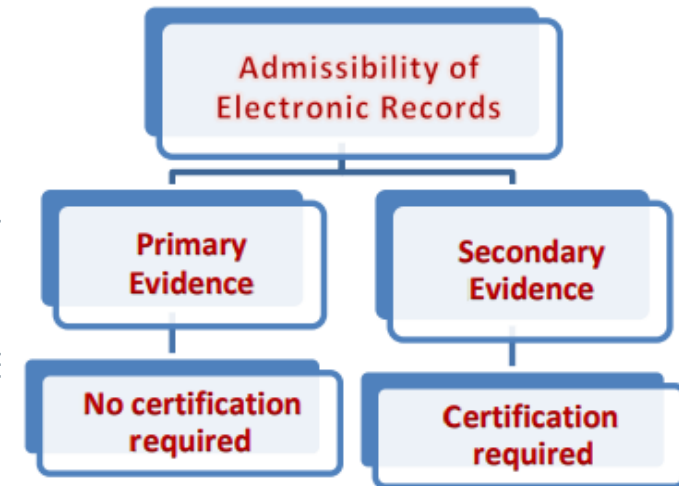 Admissibility of
Electronic Records
Primary
Evidence
Secondary
Evidence
No certification
required
Certification
required